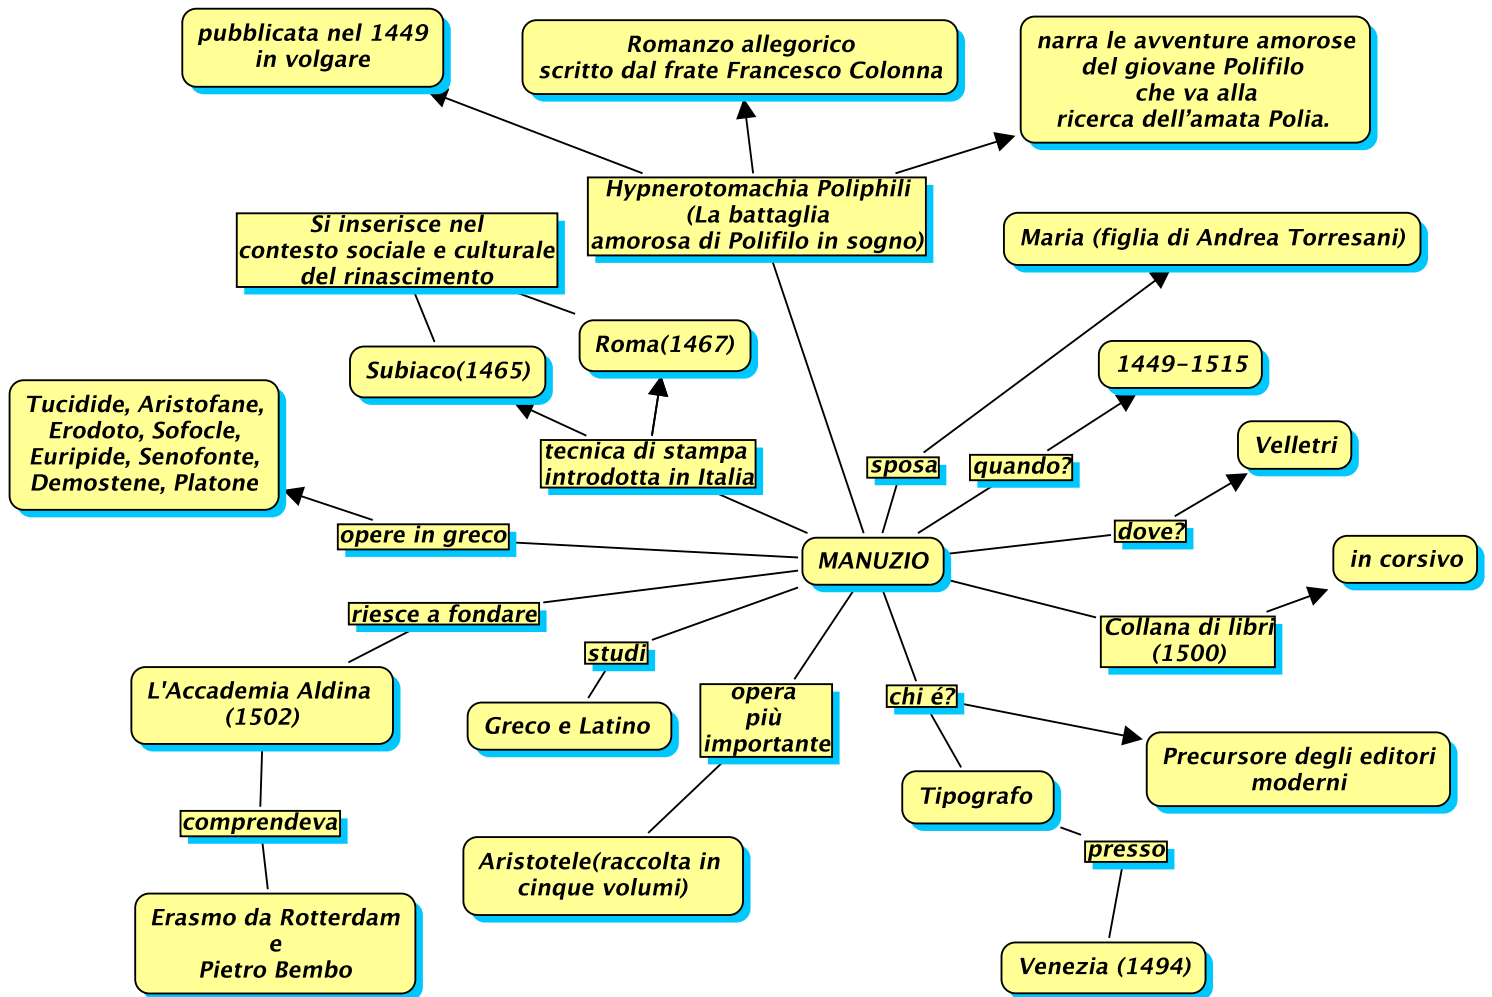 pubblicata nel 1449
in volgare
Romanzo allegorico
scritto dal frate Francesco Colonna
narra le avventure amorose
del giovane Polifilo
che va alla
ricerca dell'amata Polia.
Hypnerotomachia Poliphili
(La battaglia
amorosa di Polifilo in sogno)
Si inserisce nel
contesto sociale e culturale
del rinascimento
Maria (figlia di Andrea Torresani)
Roma(1467)
Subiaco(1465)
1449-1515
Tucidide, Aristofane,
Erodoto, Sofocle,
Euripide, Senofonte,
Demostene, Platone
tecnica di stampa
introdotta in Italia
sposa
quando?
Velletri
opere in greco
dove?
MANUZIO
in corsivo
riesce a fondare
studi
Collana di libri
(1500)
L'Accademia Aldina
(1502)
Greco e Latino
opera
più
importante
chi é?
Precursore degli editori
moderni
Tipografo
comprendeva
presso
Aristotele(raccolta in
cinque volumi)
Erasmo da Rotterdam
e
Pietro Bembo
Venezia (1494)